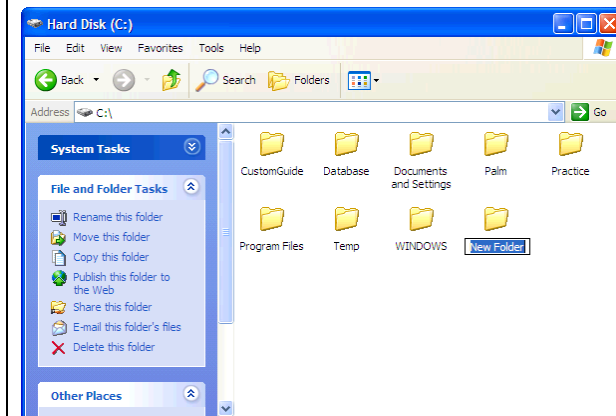 Hard Disk (C:)
File Edit View Favorites Tools Help
Back Search Folders
Address C:\ Go
System Tasks
File and Folder Tasks
Rename this folder
Move this folder
Copy this folder
Publish this folder to
the Web
Share this folder
E-mail this folder's files
Delete this folder
Other Places
CustomGuide Database Documents Palm Practice
and Settings
Program Files Temp WINDOWS New Folder